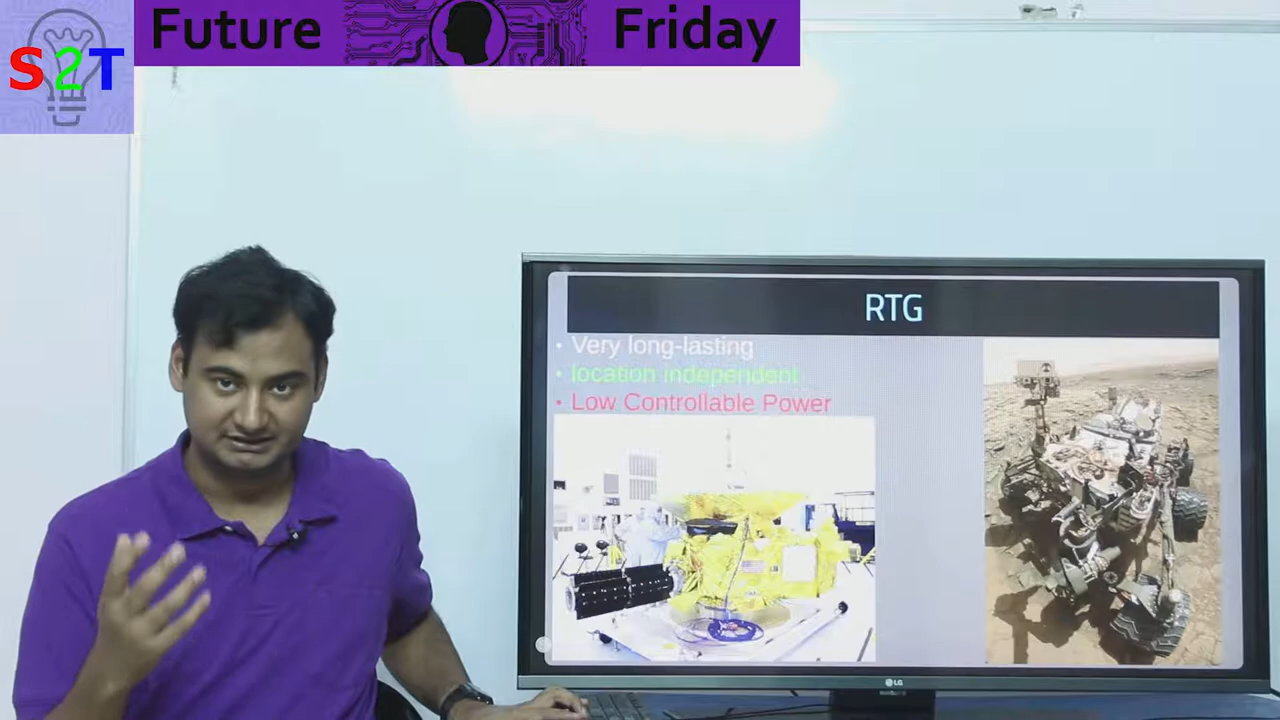 Future Friday
S2T
RTG
• Very long-lasting
• location independent
• Low Controllable Power
LG